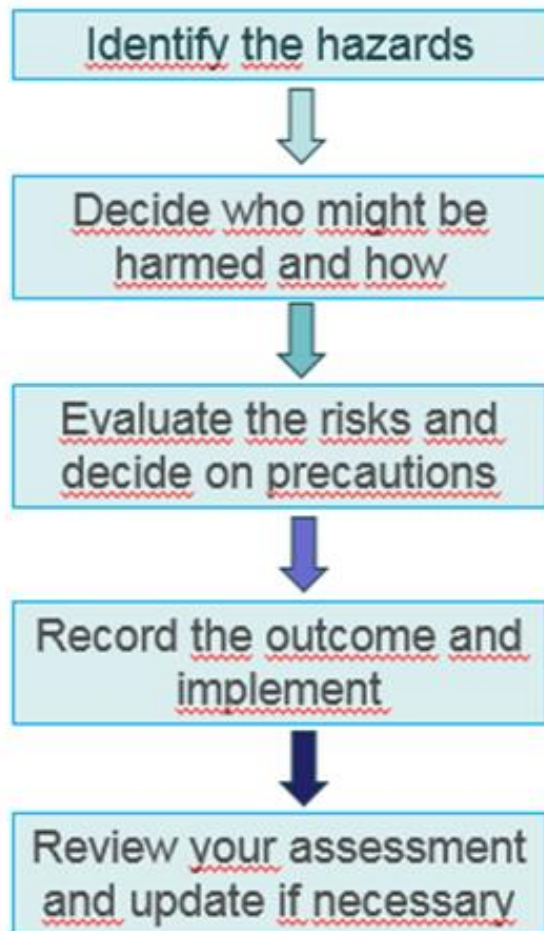 Identify the hazards
Decide who might be
harmed and how
Evaluate the risks and
decide on precautions
Record the outcome and
implement
Review your assessment
and update if necessary